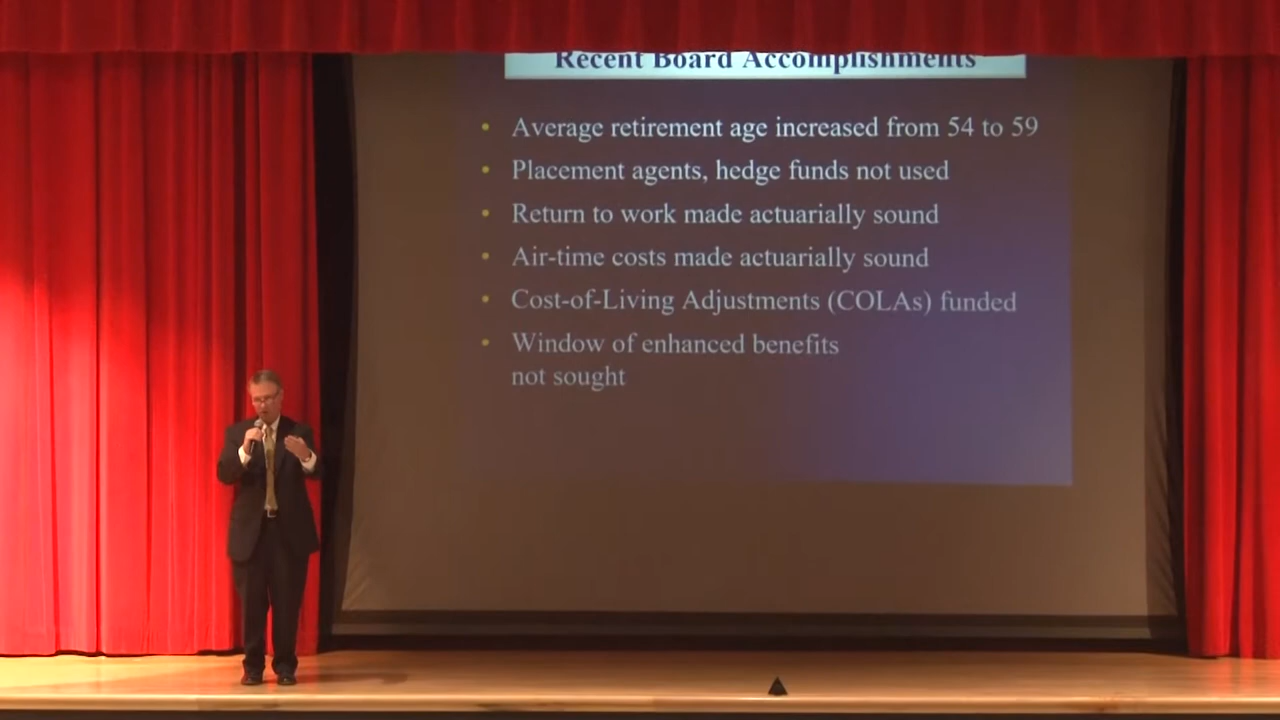 Recent Board Accomplishments
• Average retirement age increased from 54 to 59
• Placement agents, hedge funds not used
• Return to work made actuarially sound
• Air-time costs made actuarially sound
• Cost-of-Living Adjustments (COLAs) funded
• Window of enhanced benefits
not sought